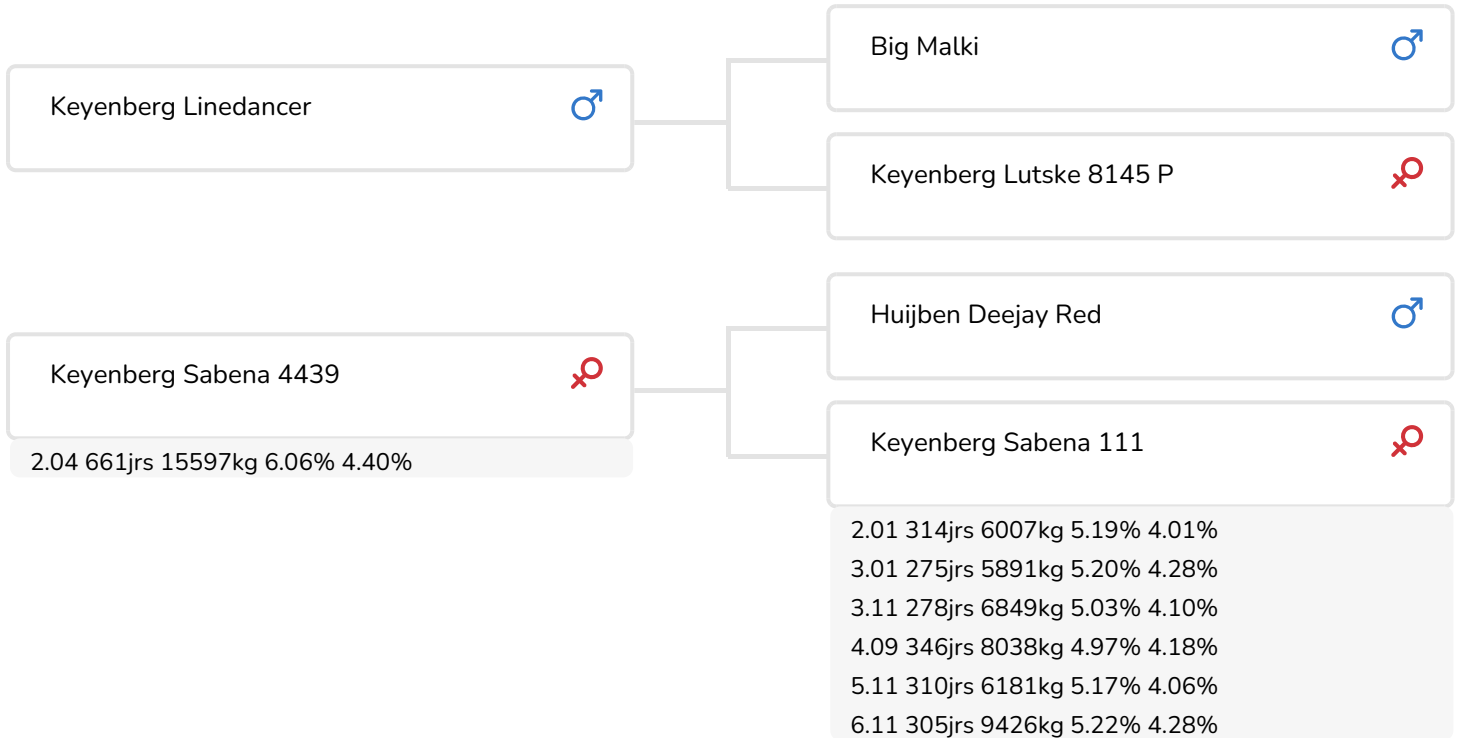 Keyenberg Linedancer
Big Malki
Keyenberg Lutske 8145 P
Keyenberg Sabena 4439
2.04 661jrs 15597kg 6.06% 4.40%
Huijben Deejay Red
Keyenberg Sabena 111
2.01 314jrs 6007kg 5.19% 4.01%
3.01 275jrs 5891kg 5.20% 4.28%
3.11 278jrs 6849kg 5.03% 4.10%
4.09 346jrs 8038kg 4.97% 4.18%
5.11 310jrs 6181kg 5.17% 4.06%
6.11 305jrs 9426kg 5.22% 4.28%